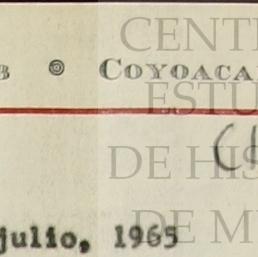 COYOACA
CENT
ESTU
DE HIS
DE M
julio, 1965